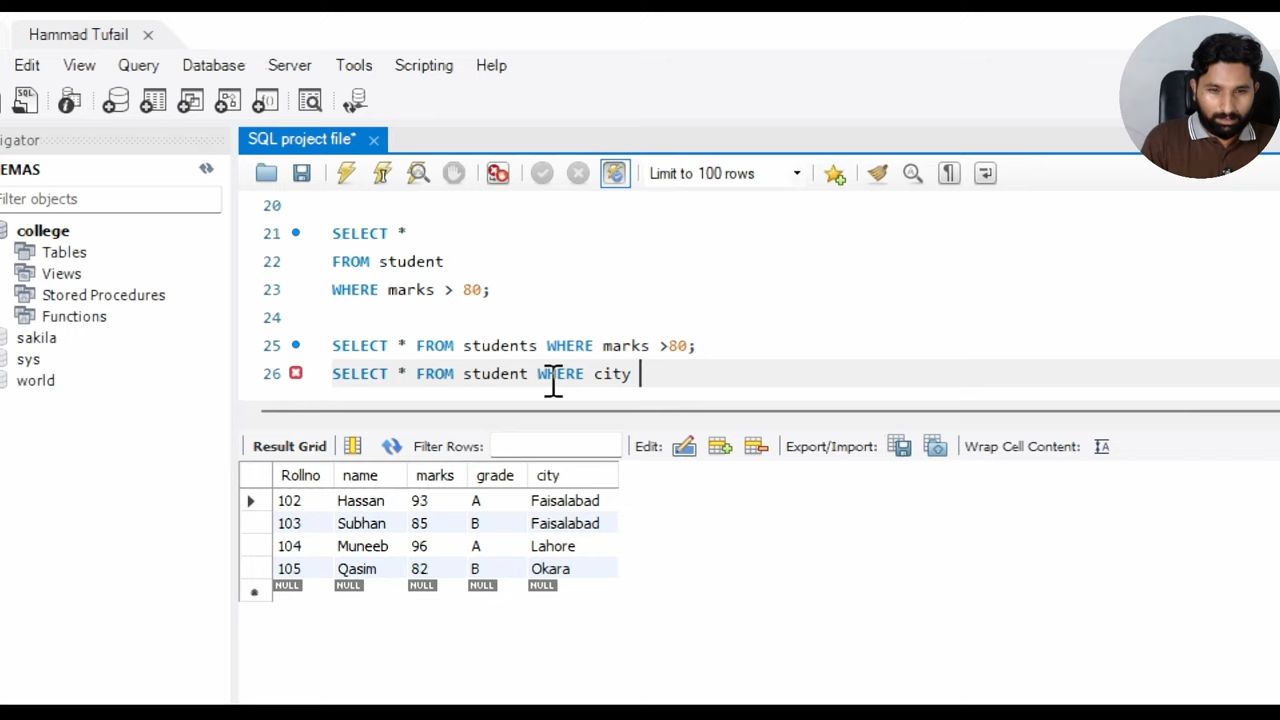 Hammad Tufail
Edit View Query Database Server Tools Scripting Help
SQL
igator
SQL project file*
EMAS
Limit to 100 rows
Filter objects
college
Tables
Views
Stored Procedures
Functions
sakila
sys
world
20
21 SELECT *
22 FROM student
23 WHERE marks > 80;
24
25 SELECT * FROM students WHERE marks >80;
26 SELECT * FROM student WHERE city
Result Grid Filter Rows: Edit: Export/Import: Wrap Cell Content: IA
Rollno name marks grade city
102 Hassan 93 A Faisalabad
103 Subhan 85 B Faisalabad
104 Muneeb 96 A Lahore
105 Qasim 82 B Okara
NULL NULL NULL NULL NULL